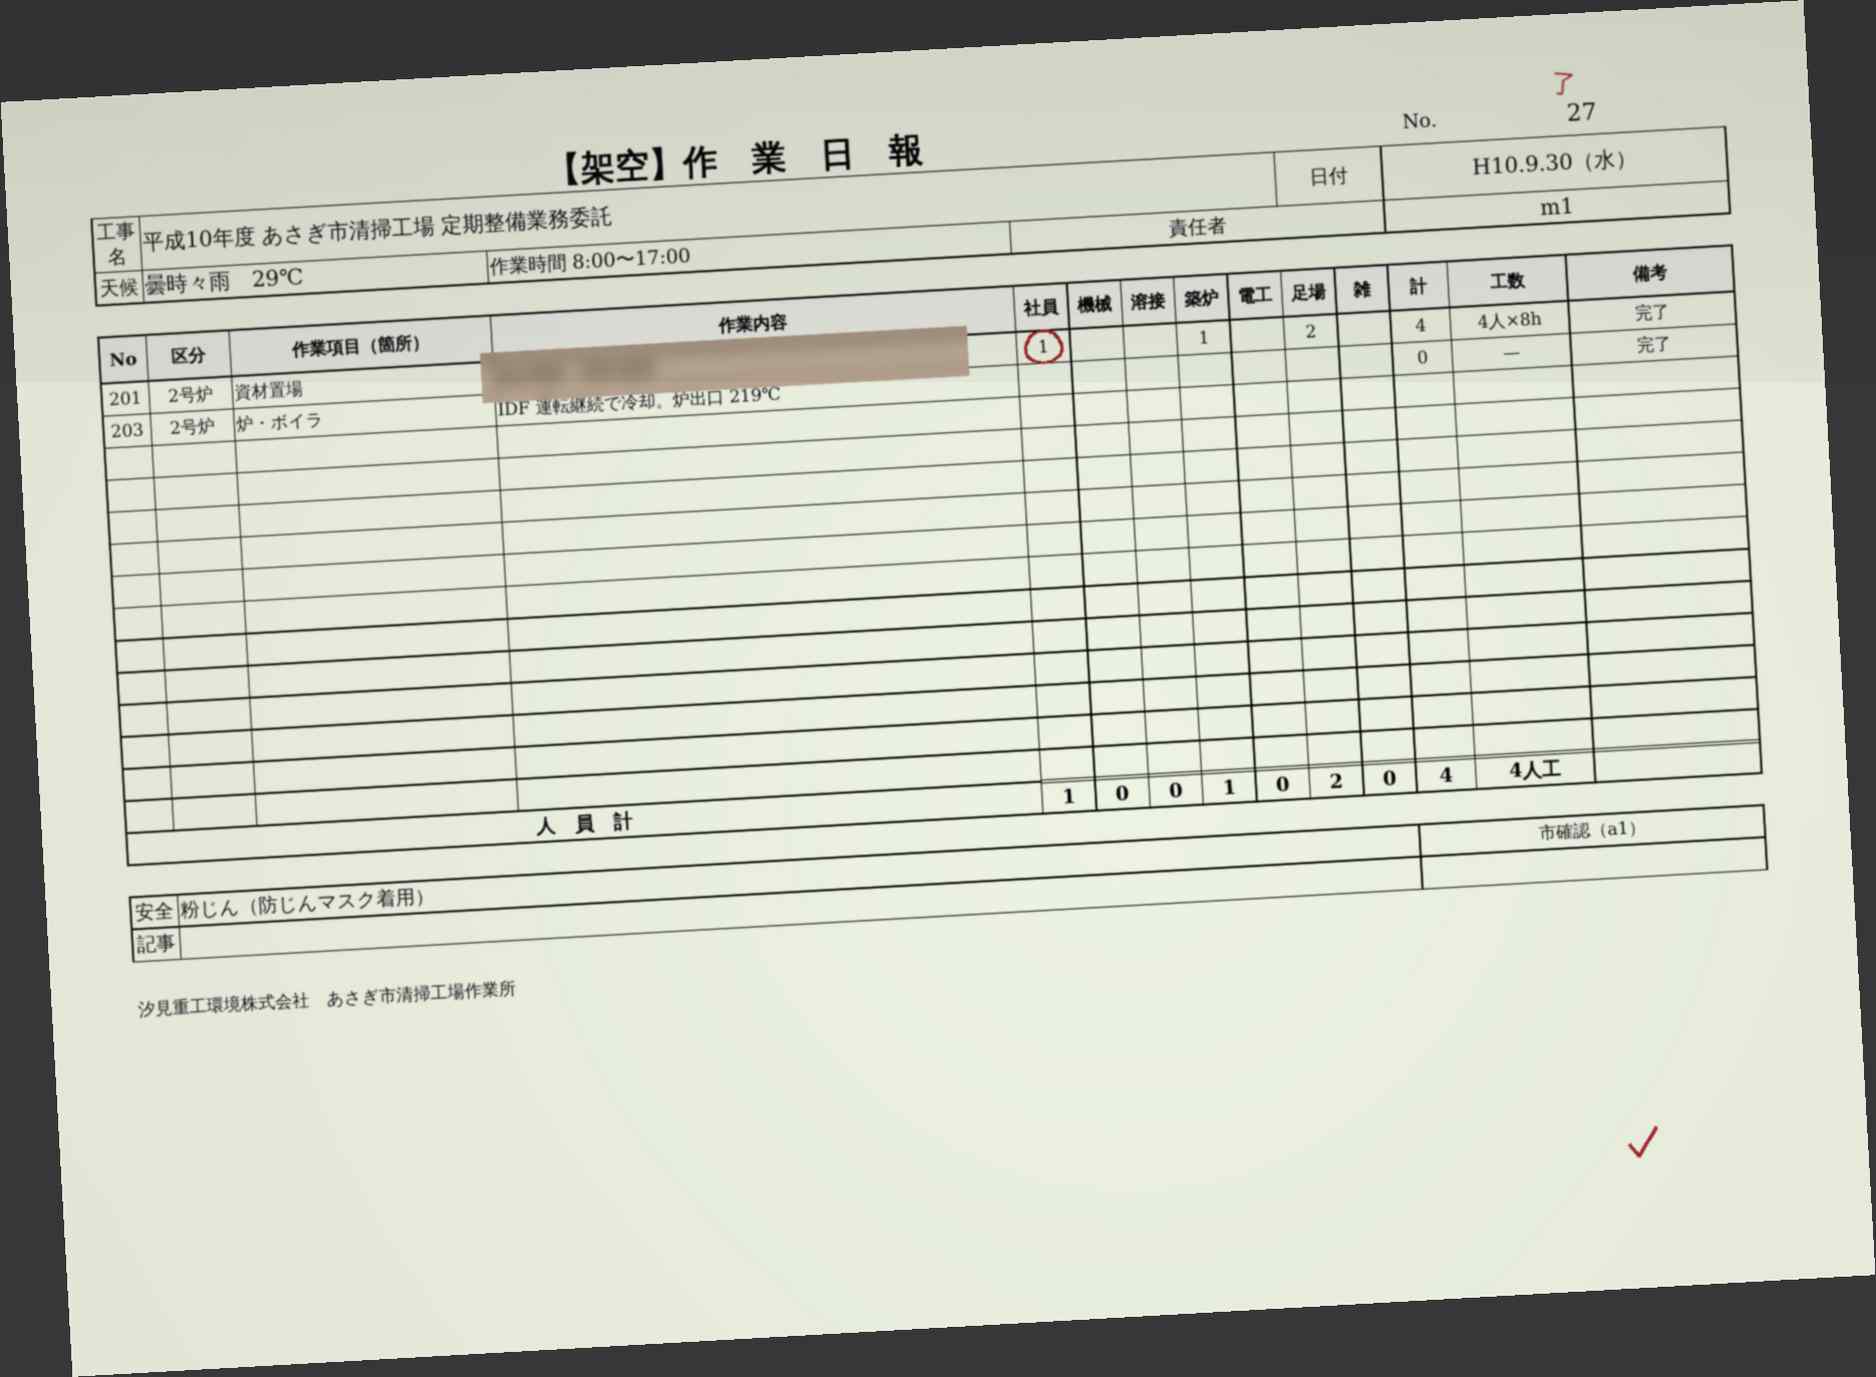 了
No. 27
【架空】作 業 日 報
工事名 平成10年度 あさぎ市清掃工場 定期整備業務委託 日付 H10.9.30（水）
天候 曇時々雨 29℃ 作業時間 8:00〜17:00 責任者 m1
No 区分 作業項目（箇所） 作業内容 社員 機械 溶接 築炉 電工 足場 雑 計 工数 備考
201 2号炉 資材置場 1 1 2 4 4人×8h 完了
203 2号炉 炉・ボイラ IDF 運転継続で冷却。炉出口 219℃ 0 — 完了
人 員 計 1 0 0 1 0 2 0 4 4人工
安全 粉じん（防じんマスク着用） 市確認（a1）
記事
汐見重工環境株式会社 あさぎ市清掃工場作業所